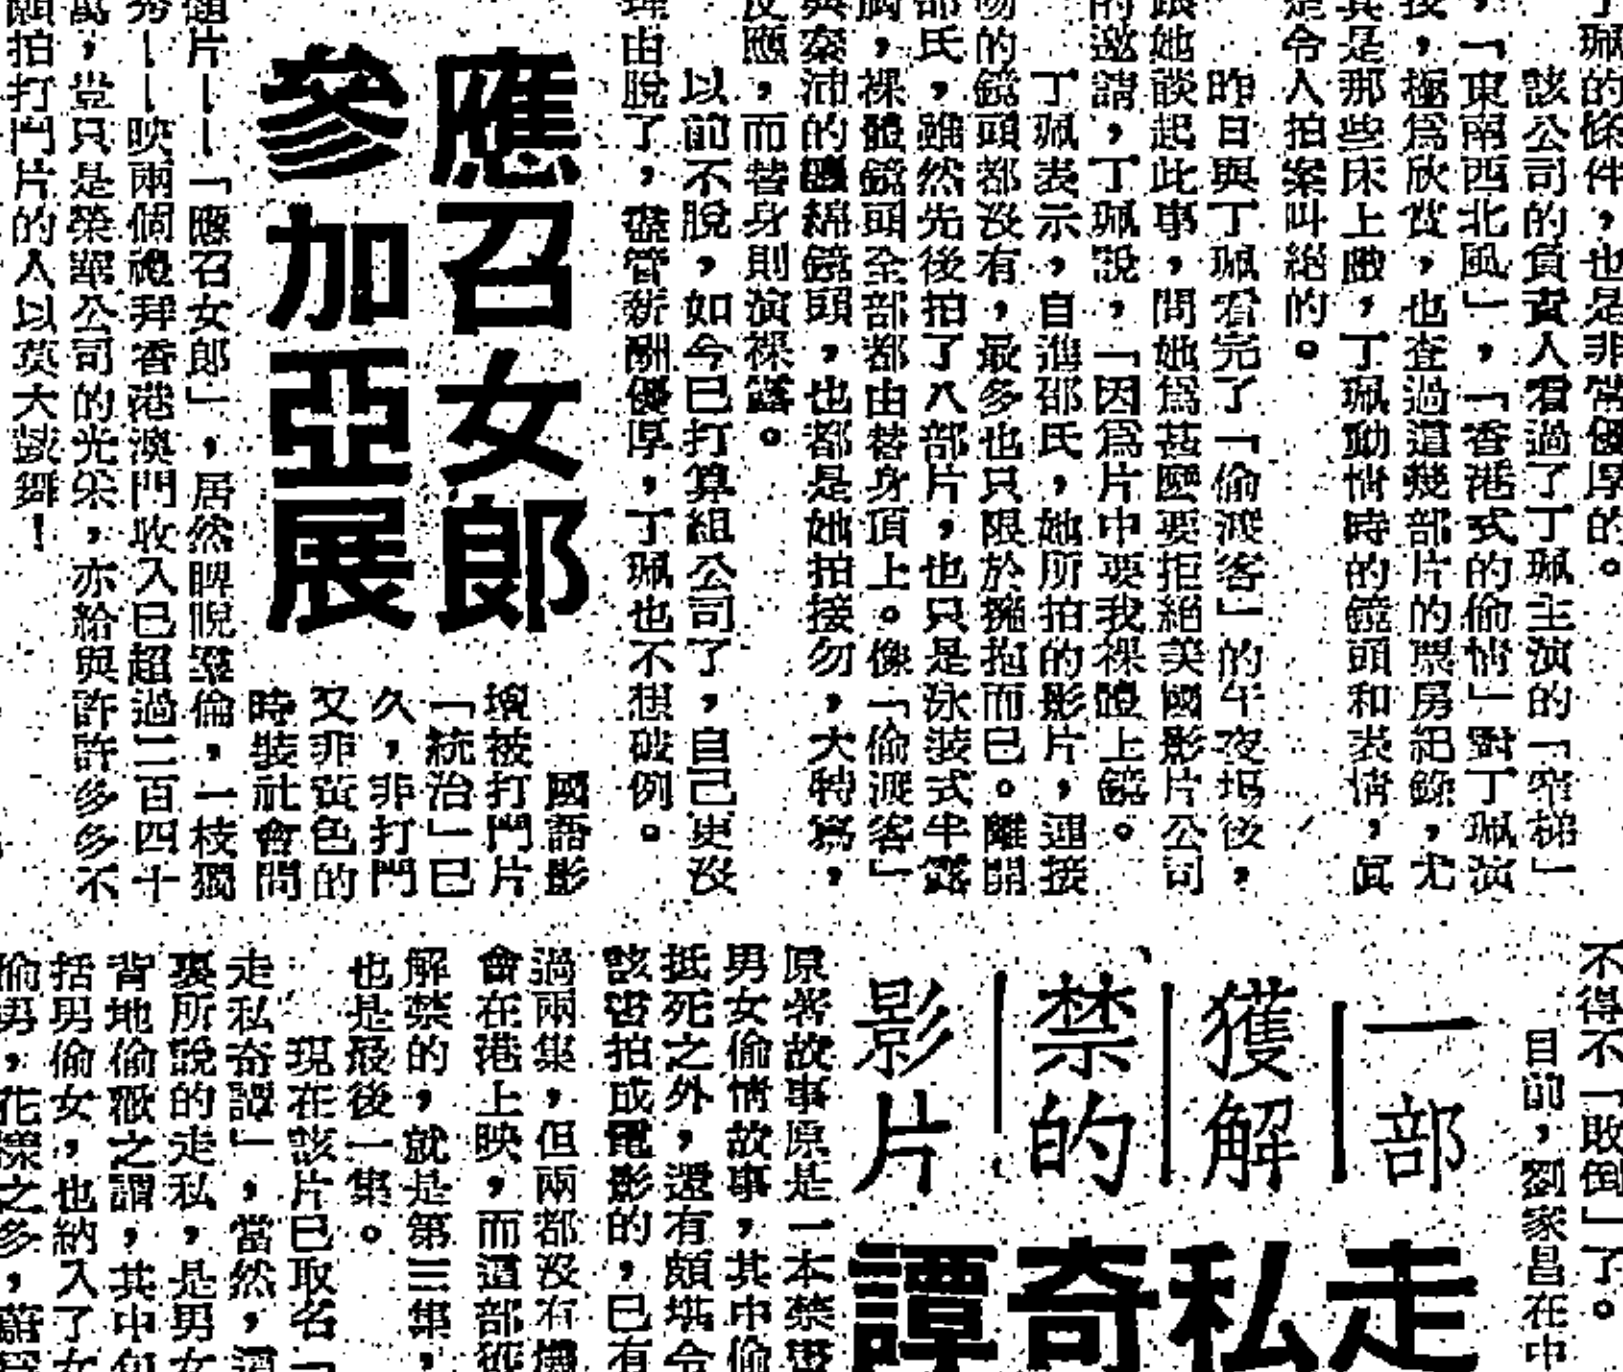 丁珮的條件，也是非常優厚的。
該公司的負責人看過了丁珮主演的「窄梯」
，「東南西北風」，「香港式的偷情」對丁珮演
技，極為欣賞，也查過這幾部片的票房紀錄，尤
其是那些床上戲，丁珮動情時的鏡頭和表情，真
是令人拍案叫絕的。
昨日與丁珮看完了「偷渡客」的午夜場後，
跟她談起此事，問她為甚麼要拒絕美國影片公司
的邀請，丁珮說，「因為片中要我裸體上鏡。
丁珮表示，自進邵氏，她所拍的影片，連接
吻的鏡頭都沒有，最多也只限於擁抱而已。離開
邵氏，雖然先後拍了八部片，也只是泳裝式半露
胸，裸體鏡頭全部都由替身頂上。像「偷渡客」
與秦沛的纏綿鏡頭，也都是她拍接吻，大特寫，
反應，而替身則演裸露。
以前不脫，如今已打算組公司了，自己更沒
理由脫了，儘管薪酬優厚，丁珮也不想破例。
應召女郎
參加亞展
國語影
壇被打鬥片
「統治」已
久，非打鬥
又非黃色的
時裝社會問
題片——「應召女郎」，居然睥睨羣倫，一枝獨
秀——映兩個禮拜香港澳門收入已超過二百四十
萬，豈只是榮華公司的光采，亦給與許許多多不
願拍打鬥片的人以莫大鼓舞！
不得不一敗倒」了。
目前，劉家昌在中
一部
獲解
禁的
影片
走私奇譚
原著故事原是一本禁書
男女偷情故事，其中偷
抵死之外，還有頗堪令
該書拍成電影的，已有
過兩集，但兩都沒有機
會在港上映，而這部獲
解禁的，就是第三集，
也是最後一集。
現在該片已取名「
走私奇譚」，當然，這
裏所說的走私，是男女
背地偷歡之謂，其中包
括男偷女，也納入了女
偷男，花樣之多，